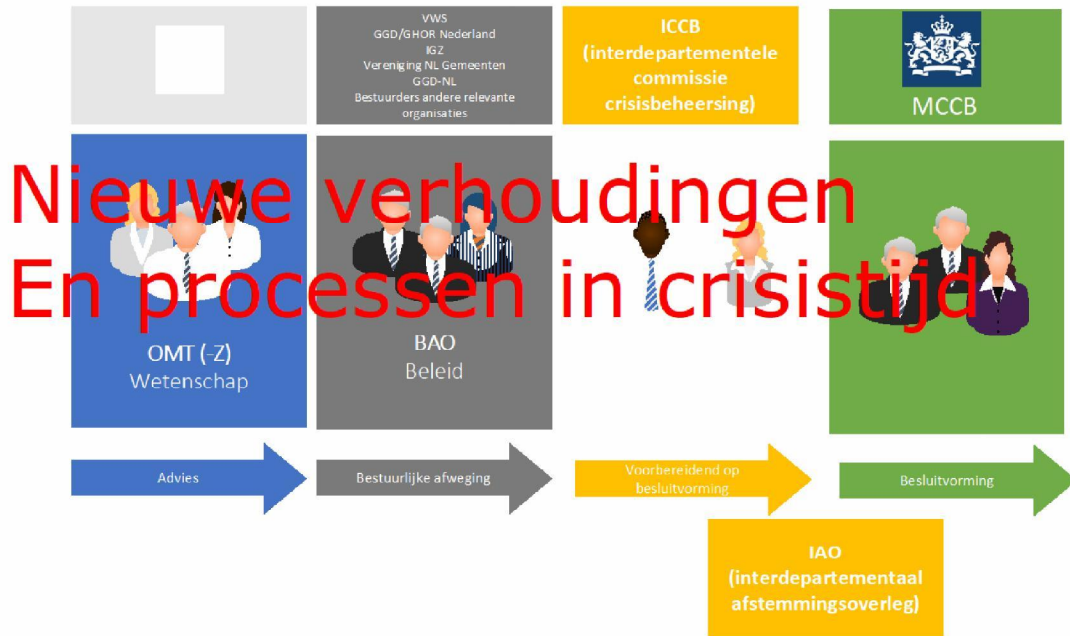 VWS
GGD/GHOR Nederland
IGZ
Vereniging NL Gemeenten
GGD-NL
Bestuurders andere relevante
organisaties
ICCB
(interdepartementele
commissie
crisisbeheersing)
MCCB
Nieuwe verhoudingen
En processen in crisistijd
OMT (-Z)
Wetenschap
BAO
Beleid
Advies
Bestuurlijke afweging
Voorbereidend op
besluitvorming
Besluitvorming
IAO
(interdepartementaal
afstemmingsoverleg)